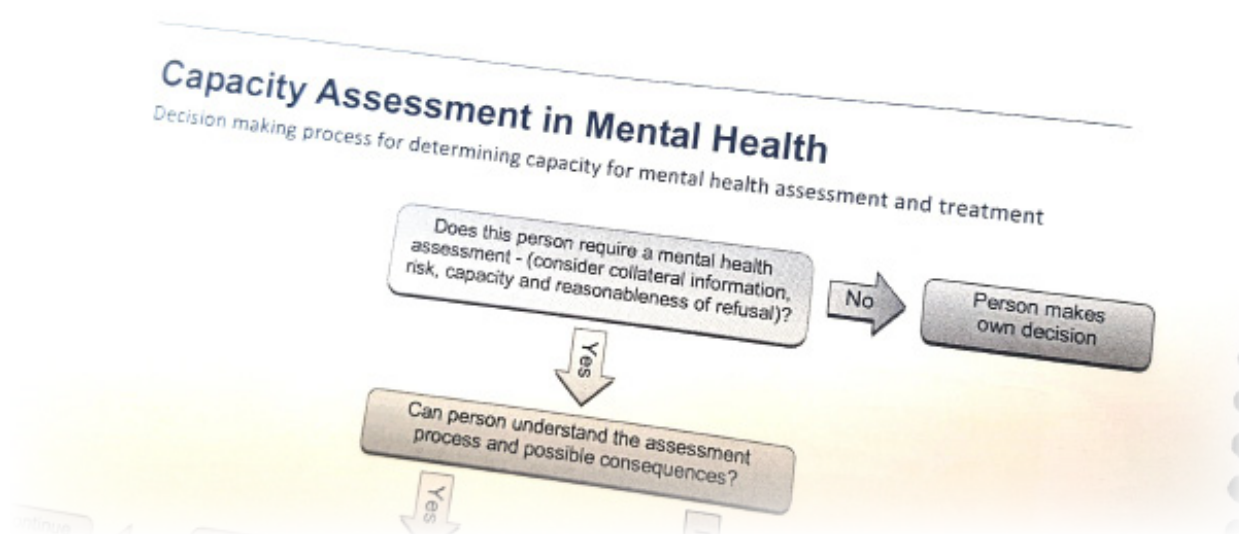 Capacity Assessment in Mental Health
Decision making process for determining capacity for mental health assessment and treatment
Does this person require a mental health
assessment - (consider collateral information,
risk, capacity and reasonableness of refusal)?
No
Person makes
own decision
Yes
Can person understand the assessment
process and possible consequences?
Yes